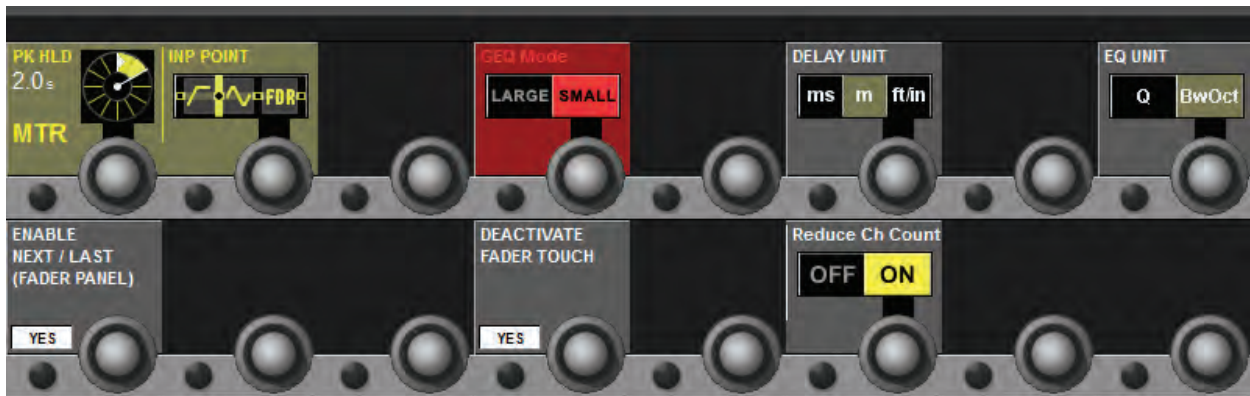 PK HLD
2.0s
MTR
INP POINT
FDR
GEQ Mode
LARGE SMALL
DELAY UNIT
ms m ft/in
EQ UNIT
Q BwOct
ENABLE
NEXT / LAST
(FADER PANEL)
YES
DEACTIVATE
FADER TOUCH
YES
Reduce Ch Count
OFF ON